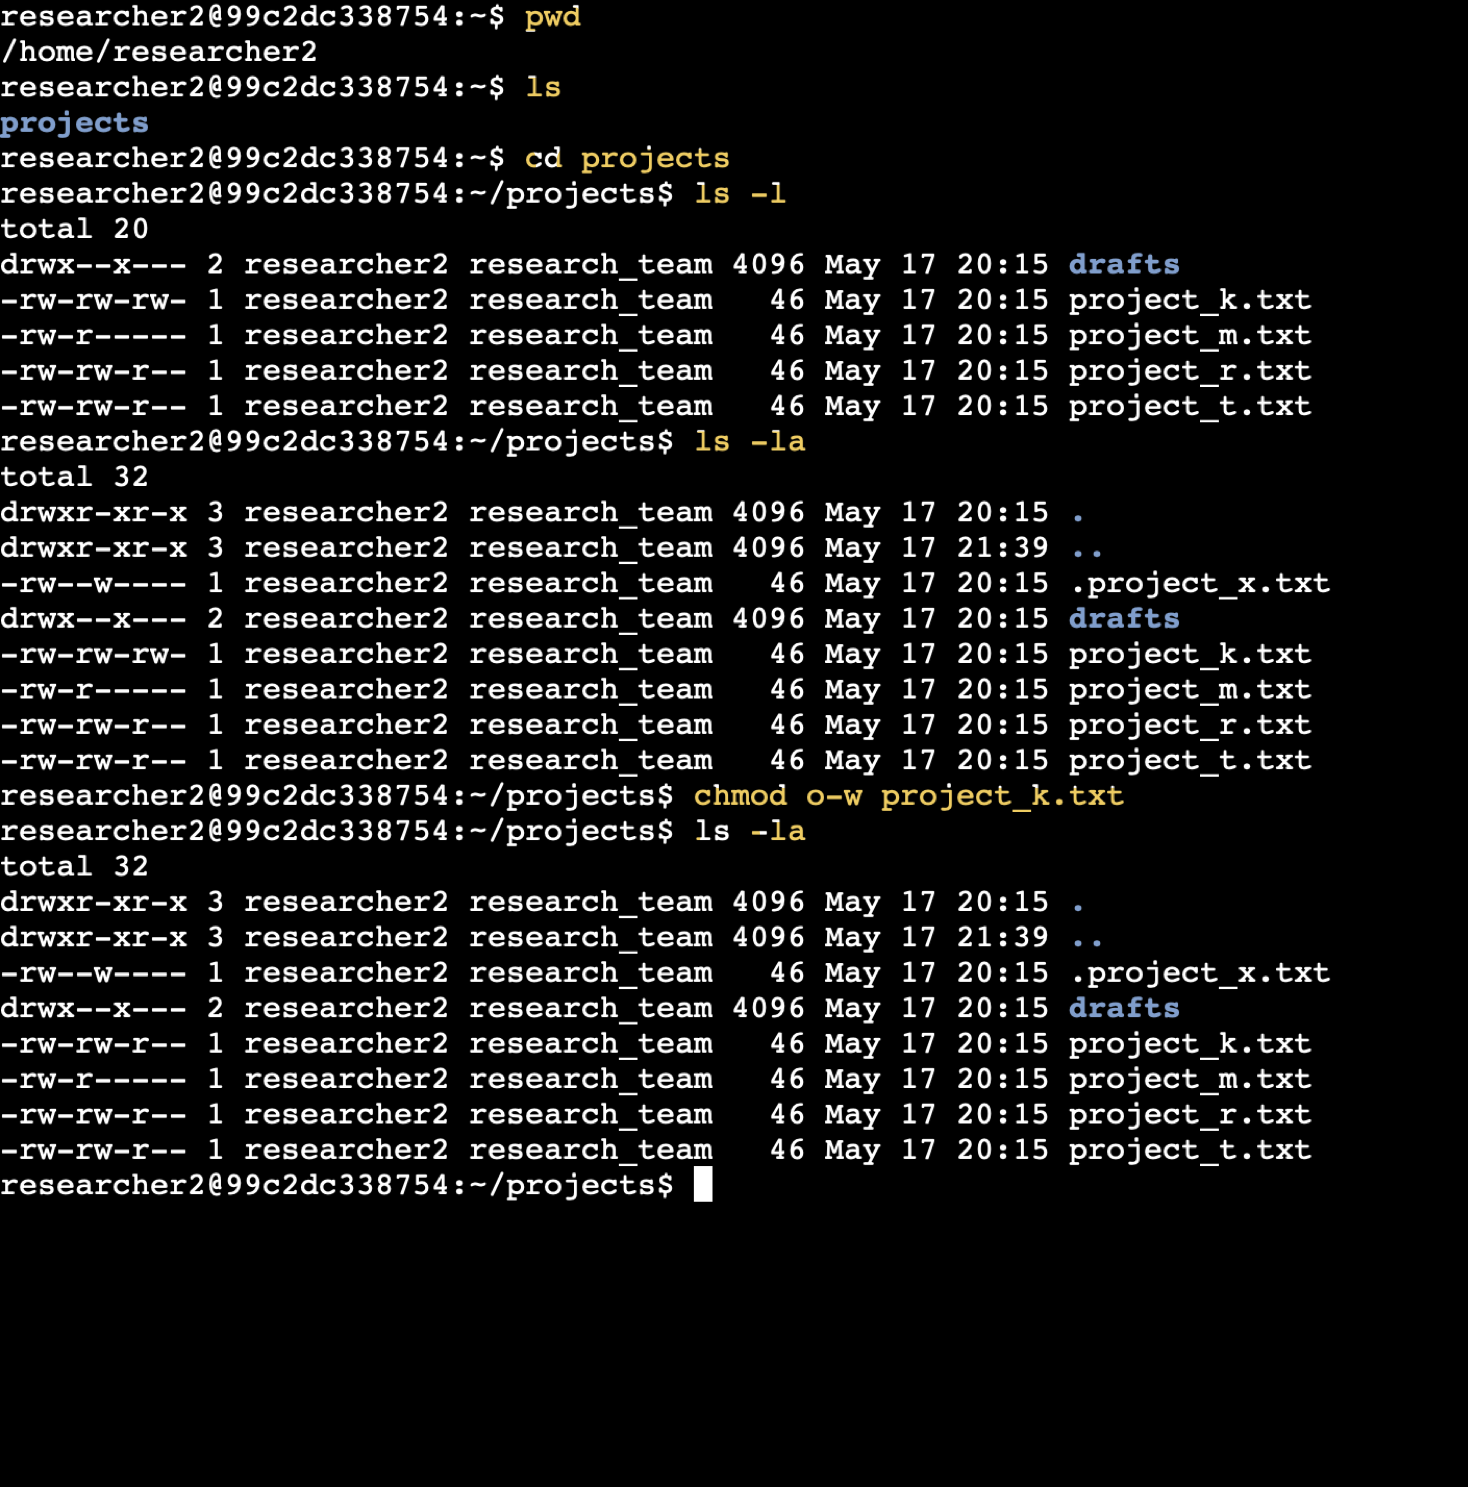 researcher2@99c2dc338754:~$ pwd
/home/researcher2
researcher2@99c2dc338754:~$ ls
projects
researcher2@99c2dc338754:~$ cd projects
researcher2@99c2dc338754:~/projects$ ls -l
total 20
drwx--x--- 2 researcher2 research_team 4096 May 17 20:15 drafts
-rw-rw-rw- 1 researcher2 research_team   46 May 17 20:15 project_k.txt
-rw-r----- 1 researcher2 research_team   46 May 17 20:15 project_m.txt
-rw-rw-r-- 1 researcher2 research_team   46 May 17 20:15 project_r.txt
-rw-rw-r-- 1 researcher2 research_team   46 May 17 20:15 project_t.txt
researcher2@99c2dc338754:~/projects$ ls -la
total 32
drwxr-xr-x 3 researcher2 research_team 4096 May 17 20:15 .
drwxr-xr-x 3 researcher2 research_team 4096 May 17 21:39 ..
-rw--w---- 1 researcher2 research_team   46 May 17 20:15 .project_x.txt
drwx--x--- 2 researcher2 research_team 4096 May 17 20:15 drafts
-rw-rw-rw- 1 researcher2 research_team   46 May 17 20:15 project_k.txt
-rw-r----- 1 researcher2 research_team   46 May 17 20:15 project_m.txt
-rw-rw-r-- 1 researcher2 research_team   46 May 17 20:15 project_r.txt
-rw-rw-r-- 1 researcher2 research_team   46 May 17 20:15 project_t.txt
researcher2@99c2dc338754:~/projects$ chmod o-w project_k.txt
researcher2@99c2dc338754:~/projects$ ls -la
total 32
drwxr-xr-x 3 researcher2 research_team 4096 May 17 20:15 .
drwxr-xr-x 3 researcher2 research_team 4096 May 17 21:39 ..
-rw--w---- 1 researcher2 research_team   46 May 17 20:15 .project_x.txt
drwx--x--- 2 researcher2 research_team 4096 May 17 20:15 drafts
-rw-rw-r-- 1 researcher2 research_team   46 May 17 20:15 project_k.txt
-rw-r----- 1 researcher2 research_team   46 May 17 20:15 project_m.txt
-rw-rw-r-- 1 researcher2 research_team   46 May 17 20:15 project_r.txt
-rw-rw-r-- 1 researcher2 research_team   46 May 17 20:15 project_t.txt
researcher2@99c2dc338754:~/projects$